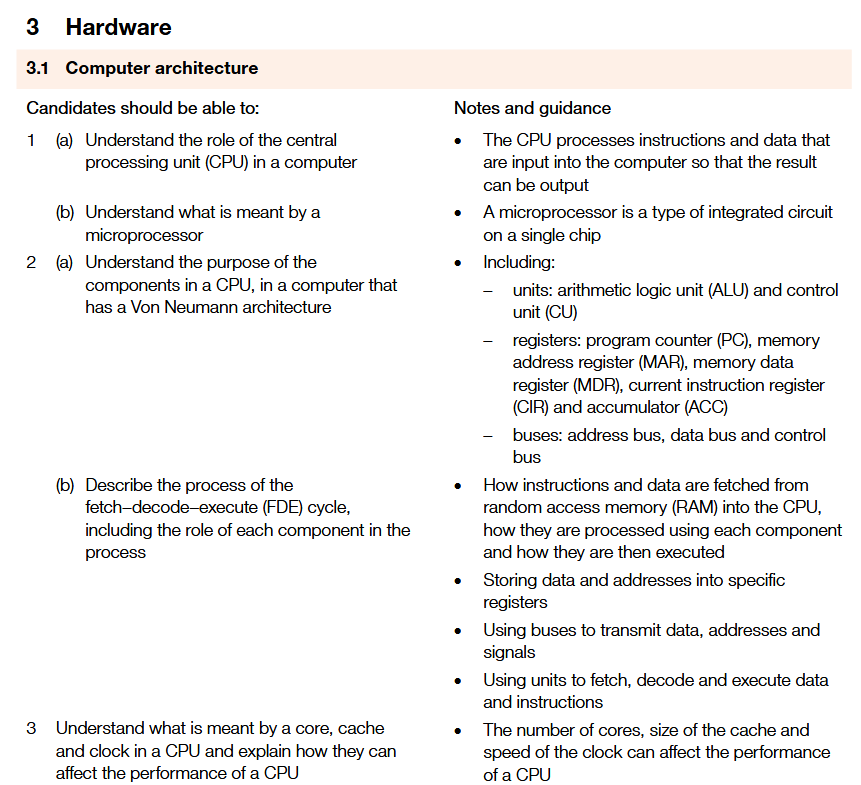 3 Hardware
3.1 Computer architecture
Candidates should be able to:
Notes and guidance
1 (a) Understand the role of the central
processing unit (CPU) in a computer
• The CPU processes instructions and data that
are input into the computer so that the result
can be output
(b) Understand what is meant by a
microprocessor
• A microprocessor is a type of integrated circuit
on a single chip
2 (a) Understand the purpose of the
components in a CPU, in a computer that
has a Von Neumann architecture
• Including:
– units: arithmetic logic unit (ALU) and control
unit (CU)
– registers: program counter (PC), memory
address register (MAR), memory data
register (MDR), current instruction register
(CIR) and accumulator (ACC)
– buses: address bus, data bus and control
bus
(b) Describe the process of the
fetch–decode–execute (FDE) cycle,
including the role of each component in the
process
• How instructions and data are fetched from
random access memory (RAM) into the CPU,
how they are processed using each component
and how they are then executed
• Storing data and addresses into specific
registers
• Using buses to transmit data, addresses and
signals
• Using units to fetch, decode and execute data
and instructions
3 Understand what is meant by a core, cache
and clock in a CPU and explain how they can
affect the performance of a CPU
• The number of cores, size of the cache and
speed of the clock can affect the performance
of a CPU